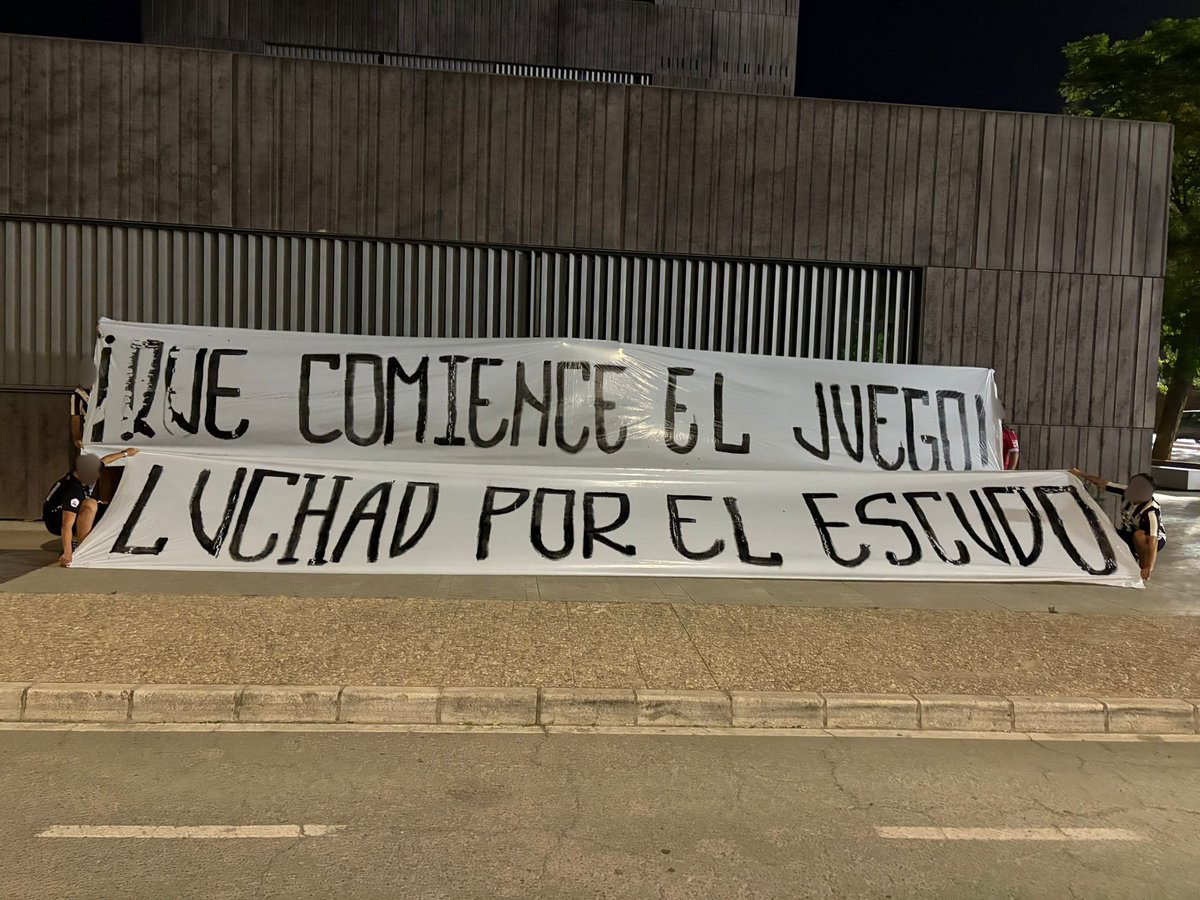 ¡QUE COMIENCE EL JUEGO!
LUCHAD POR EL ESCUDO